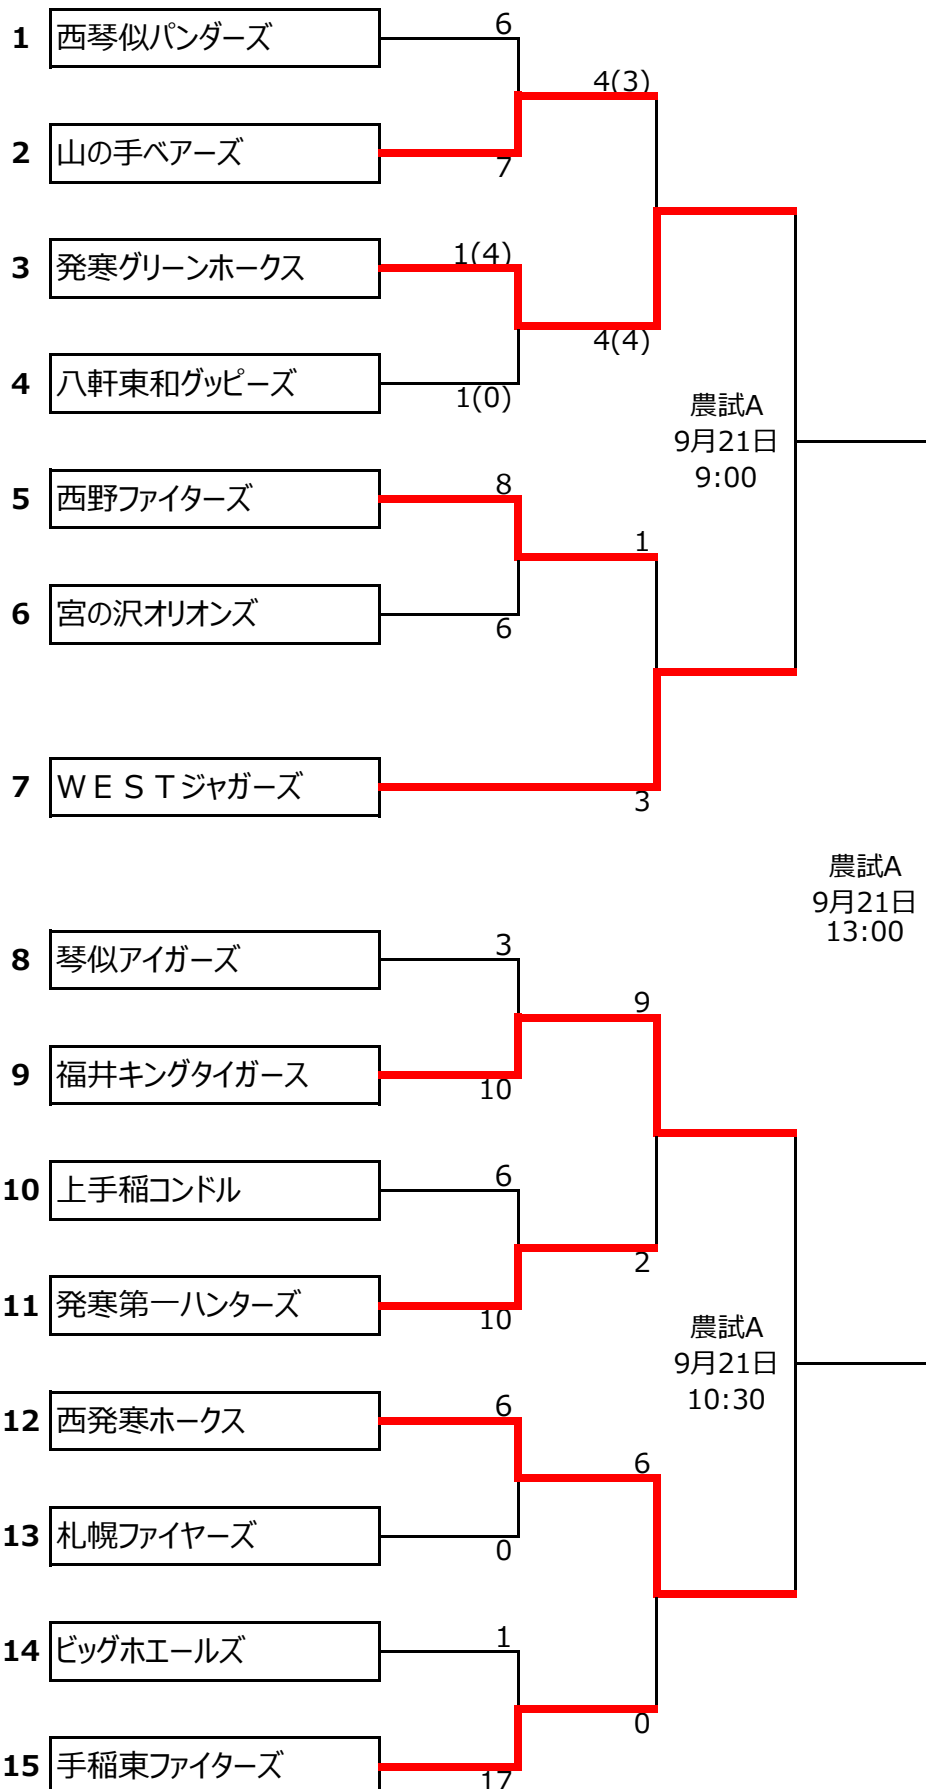 6
1 西琴似パンダーズ
4(3)
2 山の手ベアーズ
7
1(4)
3 発寒グリーンホークス
4(4)
4 八軒東和グッピーズ
1(0)
農試A
9月21日
9:00
8
5 西野ファイターズ
1
6 宮の沢オリオンズ
6
7 ＷＥＳＴジャガーズ
3
農試A
9月21日
13:00
3
8 琴似アイガーズ
9
9 福井キングタイガース
10
6
10 上手稲コンドル
2
11 発寒第一ハンターズ
10
農試A
9月21日
10:30
6
12 西発寒ホークス
6
13 札幌ファイヤーズ
0
1
14 ビッグホエールズ
0
15 手稲東ファイターズ
17